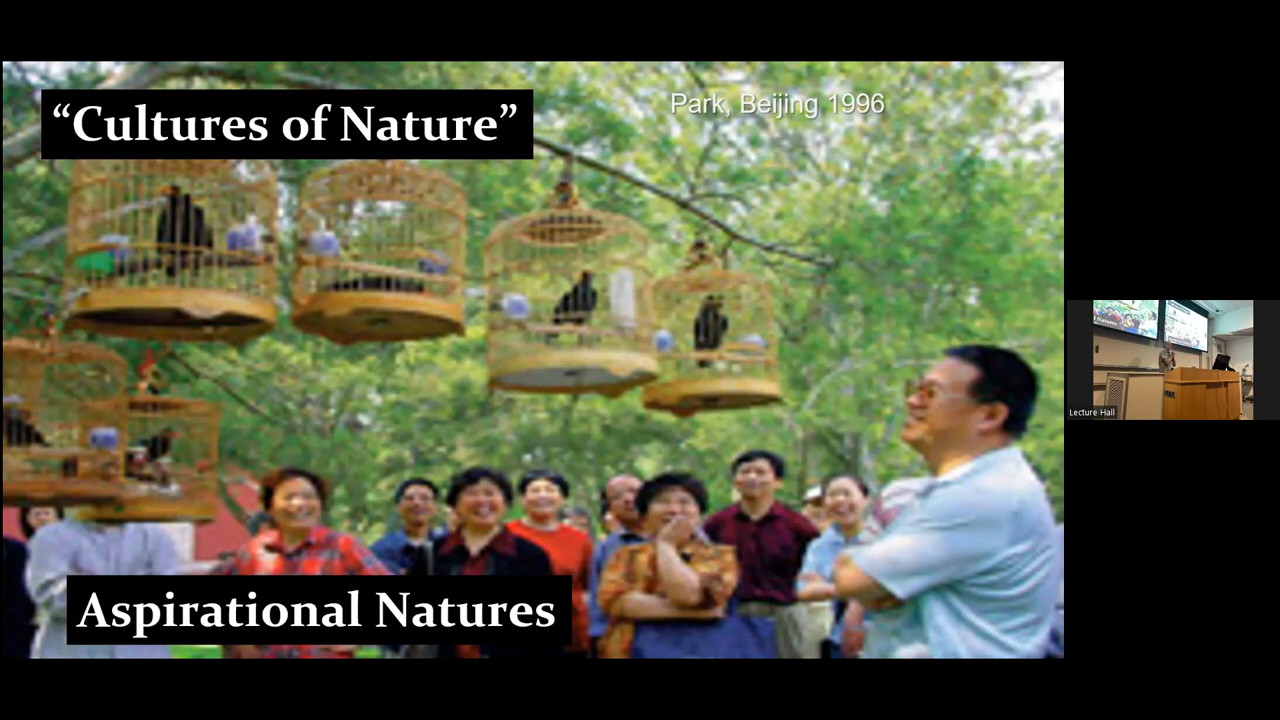 “Cultures of Nature”
Park, Beijing 1996
Aspirational Natures
Lecture Hall